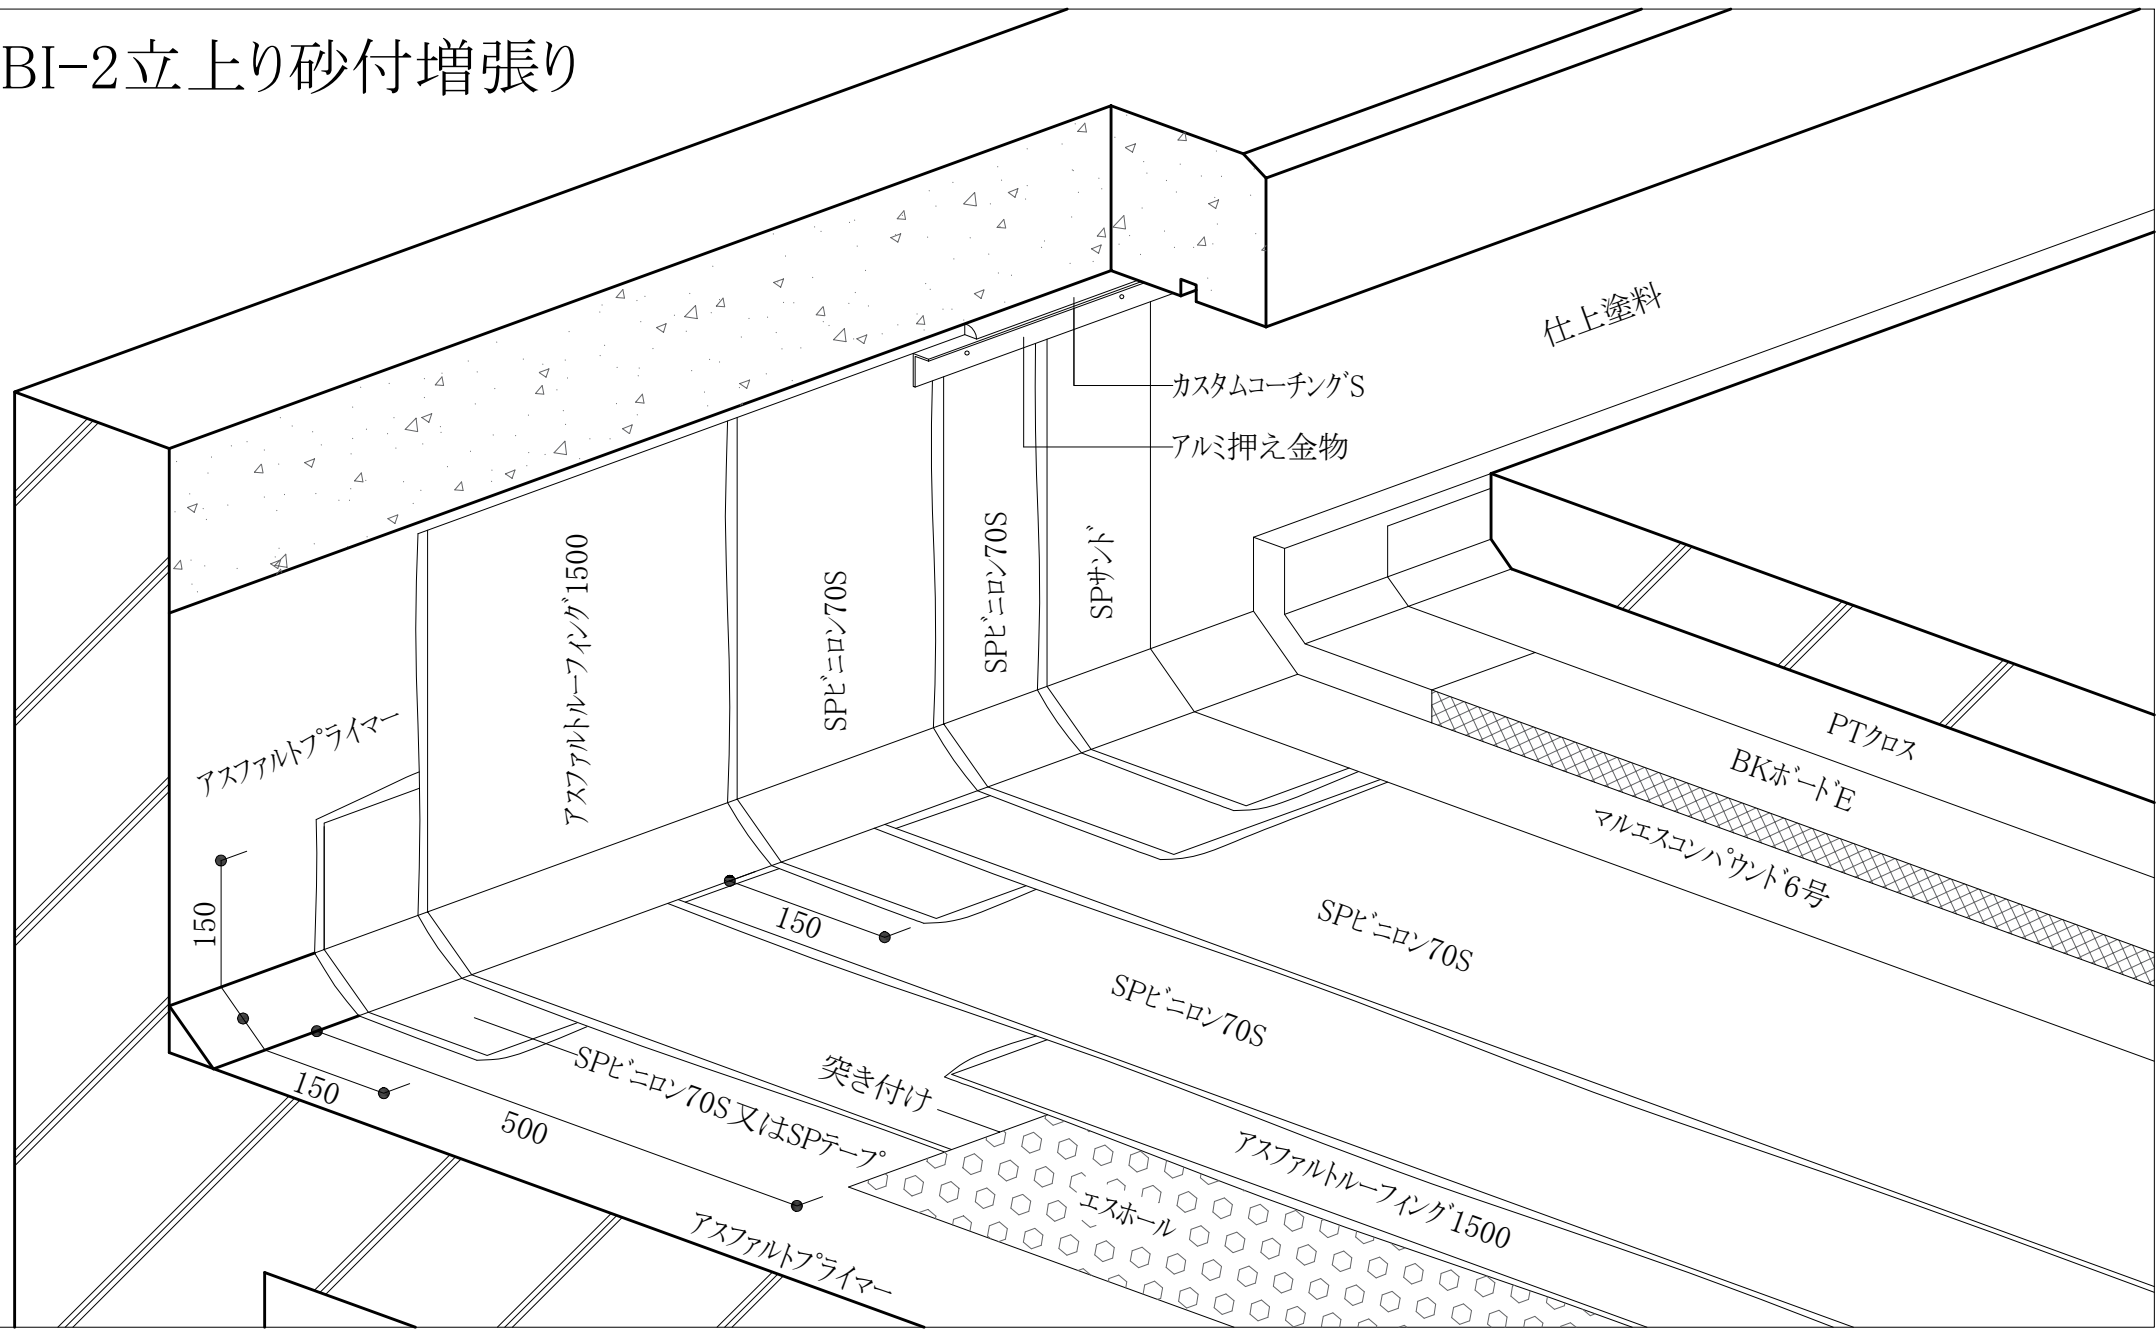 BI-2立上り砂付増張り
仕上塗料
カスタムコーチングS
アルミ押え金物
アスファルトルーフィング1500
SPビニロン70S
SPビニロン70S
SPサンド
アスファルトプライマー
150
150
150
500
PTクロス
BKボードE
マルエスコンパウンド6号
SPビニロン70S
SPビニロン70S
SPビニロン70S又はSPテープ
突き付け
アスファルトルーフィング1500
エスホール
アスファルトプライマー